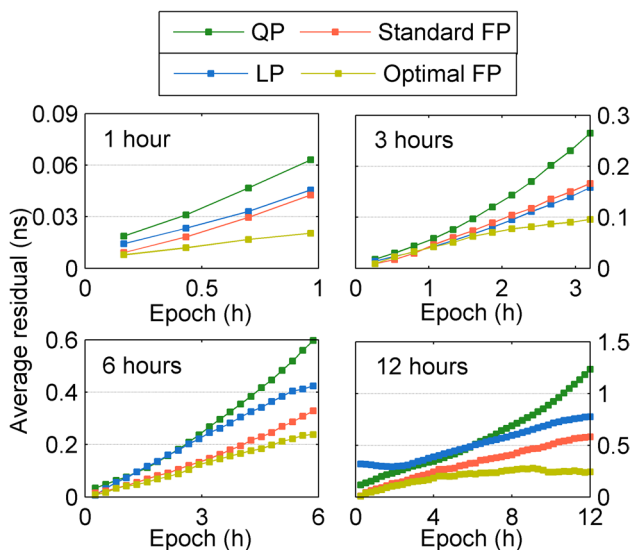 QP Standard FP
LP Optimal FP
Average residual (ns)
1 hour
0.09
0.06
0.03
0
0 0.5 1
Epoch (h)
3 hours
0.3
0.2
0.1
0
0 1 2 3
Epoch (h)
6 hours
0.6
0.4
0.2
0
0 3 6
Epoch (h)
12 hours
1.5
1
0.5
0
0 4 8 12
Epoch (h)